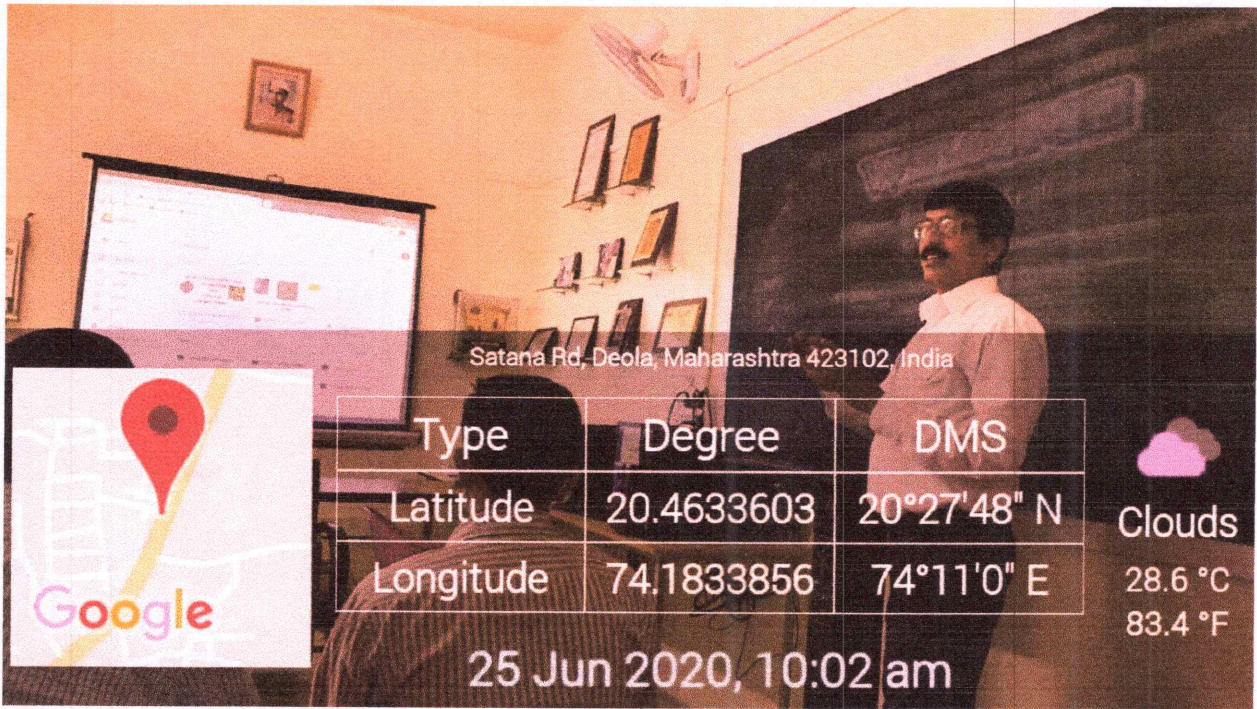 Satana Rd, Deola, Maharashtra 423102, India
Type Degree DMS
Latitude 20.4633603 20°27'48" N
Longitude 74.1833856 74°11'0" E
Clouds
28.6 °C
83.4 °F
Google
25 Jun 2020, 10:02 am